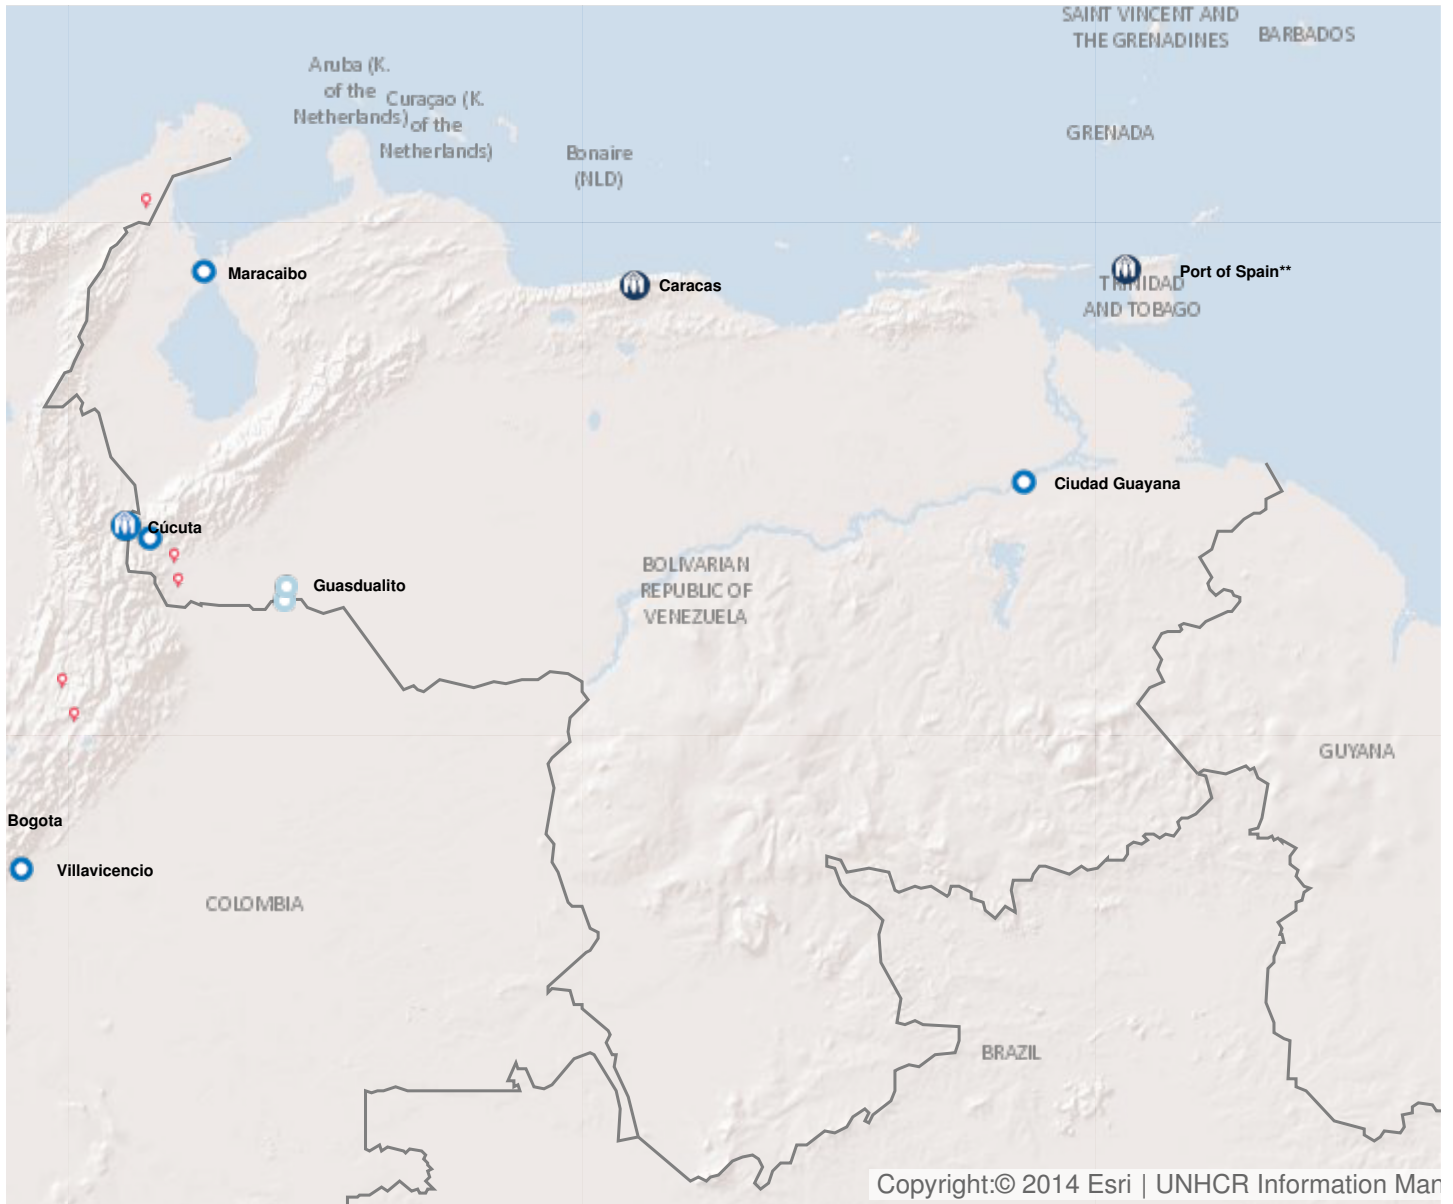 SAINT VINCENT AND
THE GRENADINES
BARBADOS
Aruba (K.
of the
Netherlands)
Curaçao (K.
of the
Netherlands)
Bonaire
(NLD)
GRENADA
Maracaibo
Caracas
Port of Spain**
TRINIDAD
AND TOBAGO
Ciudad Guayana
Cúcuta
Guasdualito
BOLIVARIAN
REPUBLIC OF
VENEZUELA
GUYANA
Bogota
Villavicencio
COLOMBIA
BRAZIL
Copyright:© 2014 Esri | UNHCR Information Man